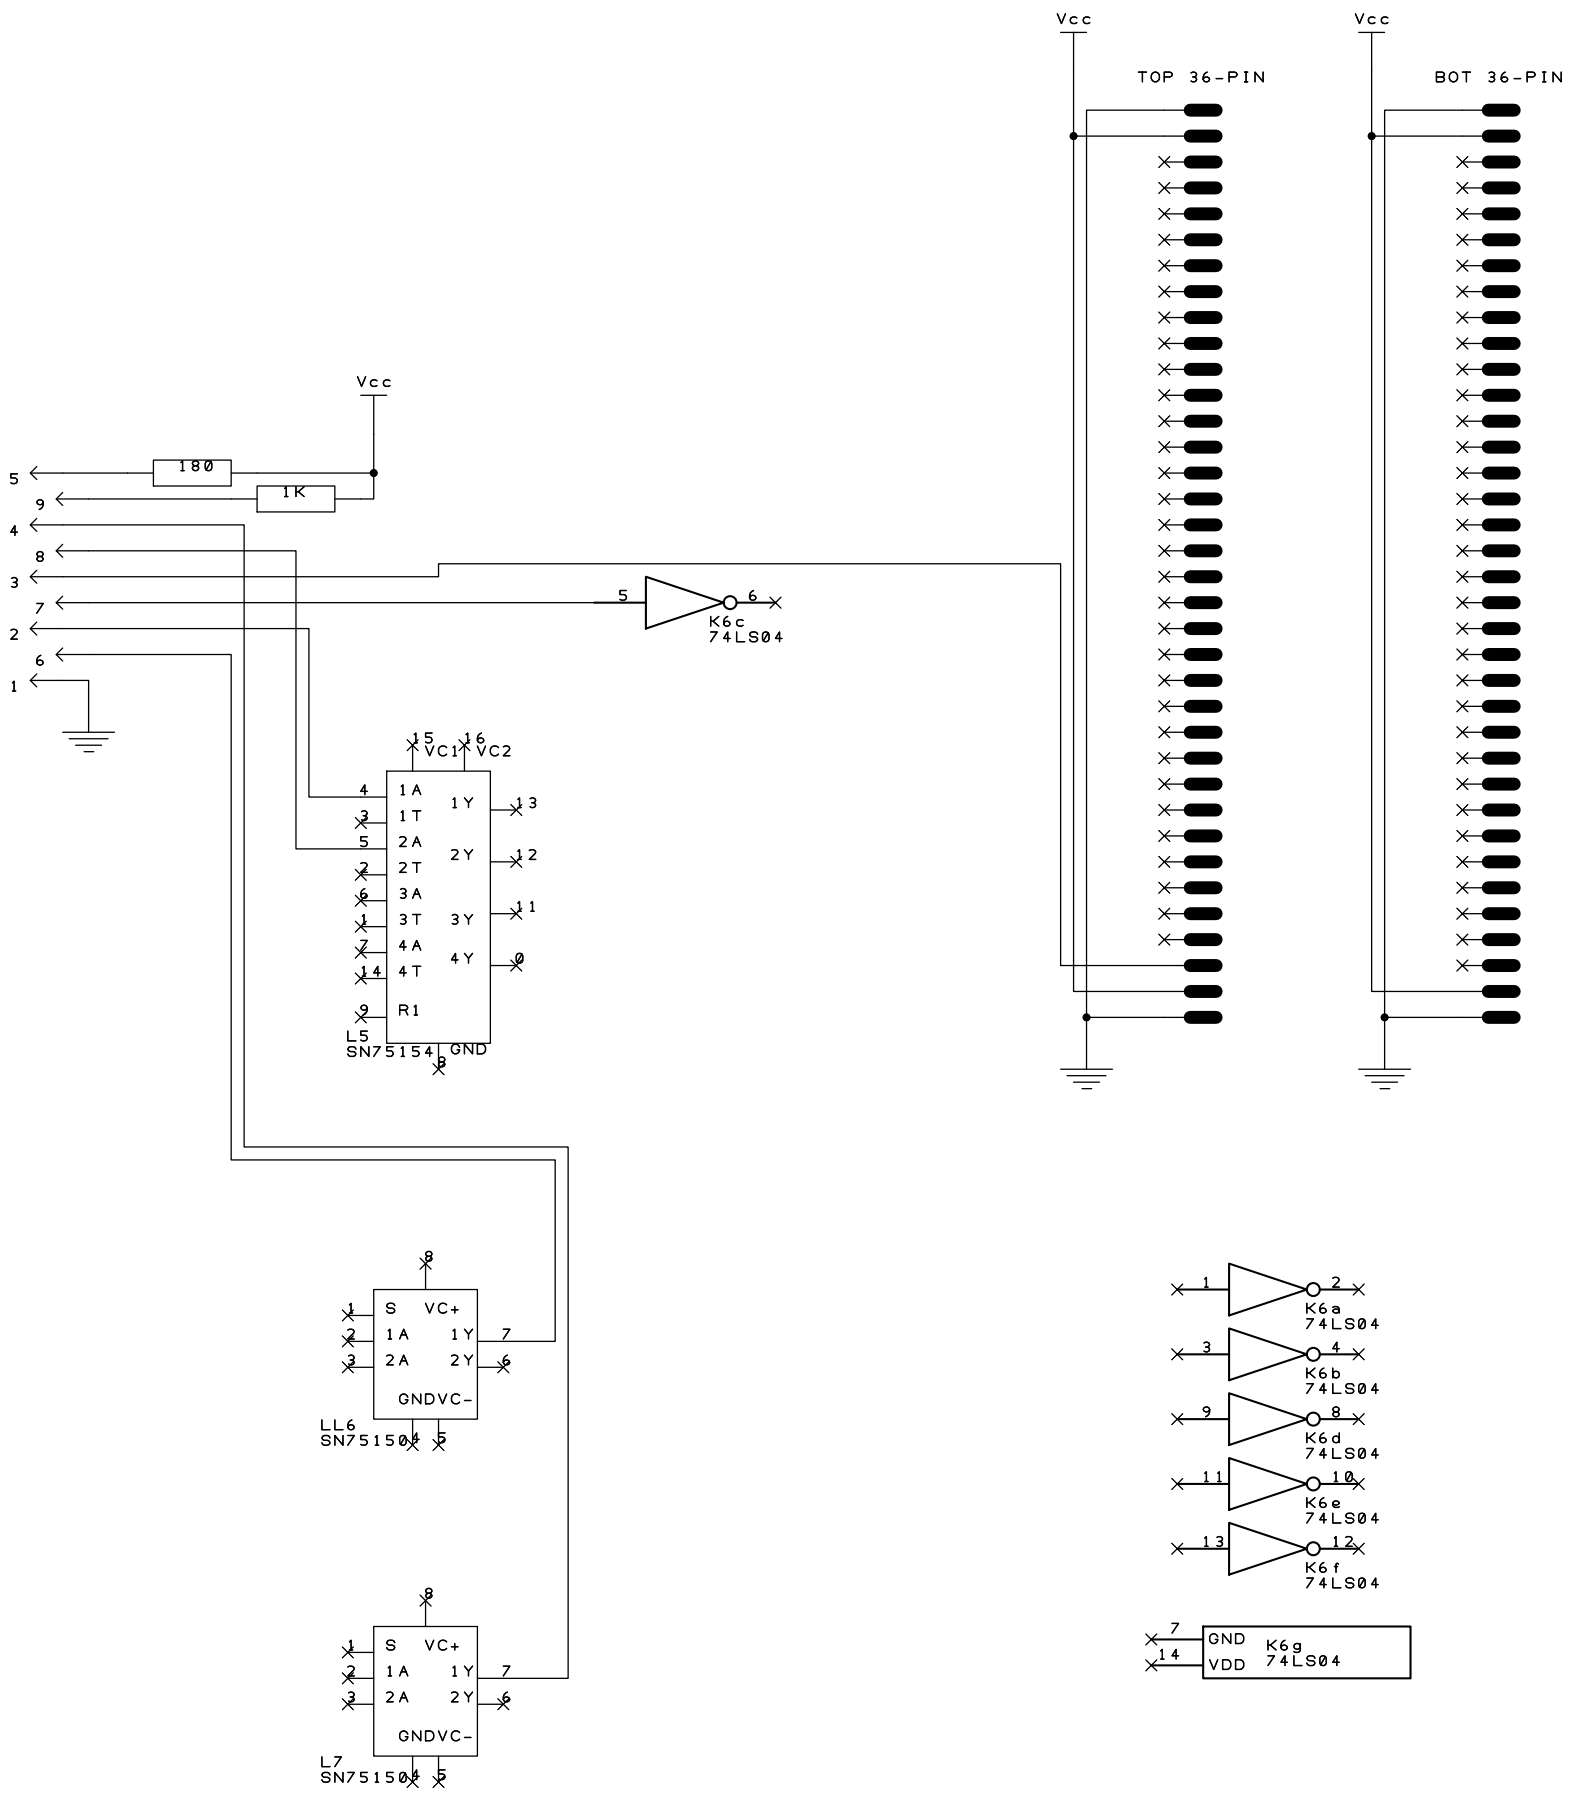 Vcc Vcc
TOP 36-PIN BOT 36-PIN
Vcc
180
5
1K
9
4
8
3
5 6
7
K6c
2 74LS04
6
1
15 16
VC1 VC2
4 1A
1Y 13
3 1T
5 2A
2Y 12
2 2T
6 3A
11
1 3T 3Y
7 4A
4Y 0
14 4T
9 R1
L5
SN75154 GND
8
8
1 2
1 S VC+ K6a
74LS04
2 1A 1Y 7
3 4
3 2A 2Y 6
K6b
74LS04
GND VC-
9 8
LL6
SN75150 4 5
K6d
74LS04
11 10
K6e
74LS04
13 12
K6f
74LS04
8
7
GND K6g
1 S VC+
14 VDD 74LS04
2 1A 1Y 7
3 2A 2Y 6
GND VC-
L7
SN75150 4 5